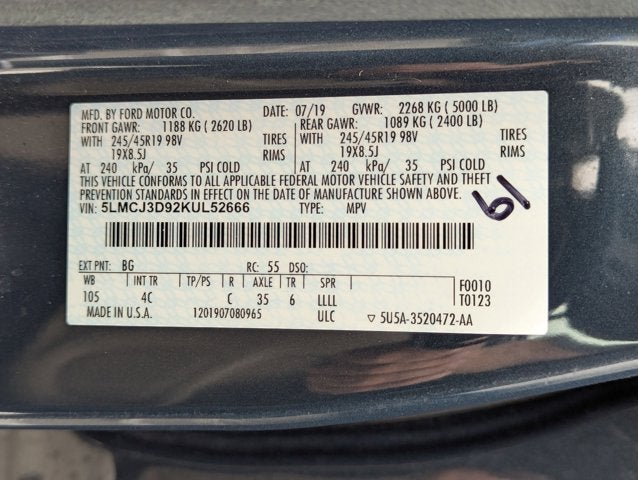 MFD. BY FORD MOTOR CO. DATE: 07/19 GVWR: 2268 KG ( 5000 LB)
FRONT GAWR: 1188 KG ( 2620 LB) REAR GAWR: 1089 KG ( 2400 LB)
WITH 245/45R19 98V TIRES WITH 245/45R19 98V TIRES
19X8.5J RIMS 19X8.5J RIMS
AT 240 kPa/ 35 PSI COLD AT 240 kPa/ 35 PSI COLD
THIS VEHICLE CONFORMS TO ALL APPLICABLE FEDERAL MOTOR VEHICLE SAFETY AND THEFT
PREVENTION STANDARDS IN EFFECT ON THE DATE OF MANUFACTURE SHOWN ABOVE.
VIN: 5LMCJ3D92KUL52666 TYPE: MPV
61
EXT PNT: BG RC: 55 DSO:
WB INT TR TP/PS R AXLE TR SPR F0010
105 4C C 35 6 LLLL T0123
MADE IN U.S.A. 1201907080965 ULC ▽ 5U5A-3520472-AA